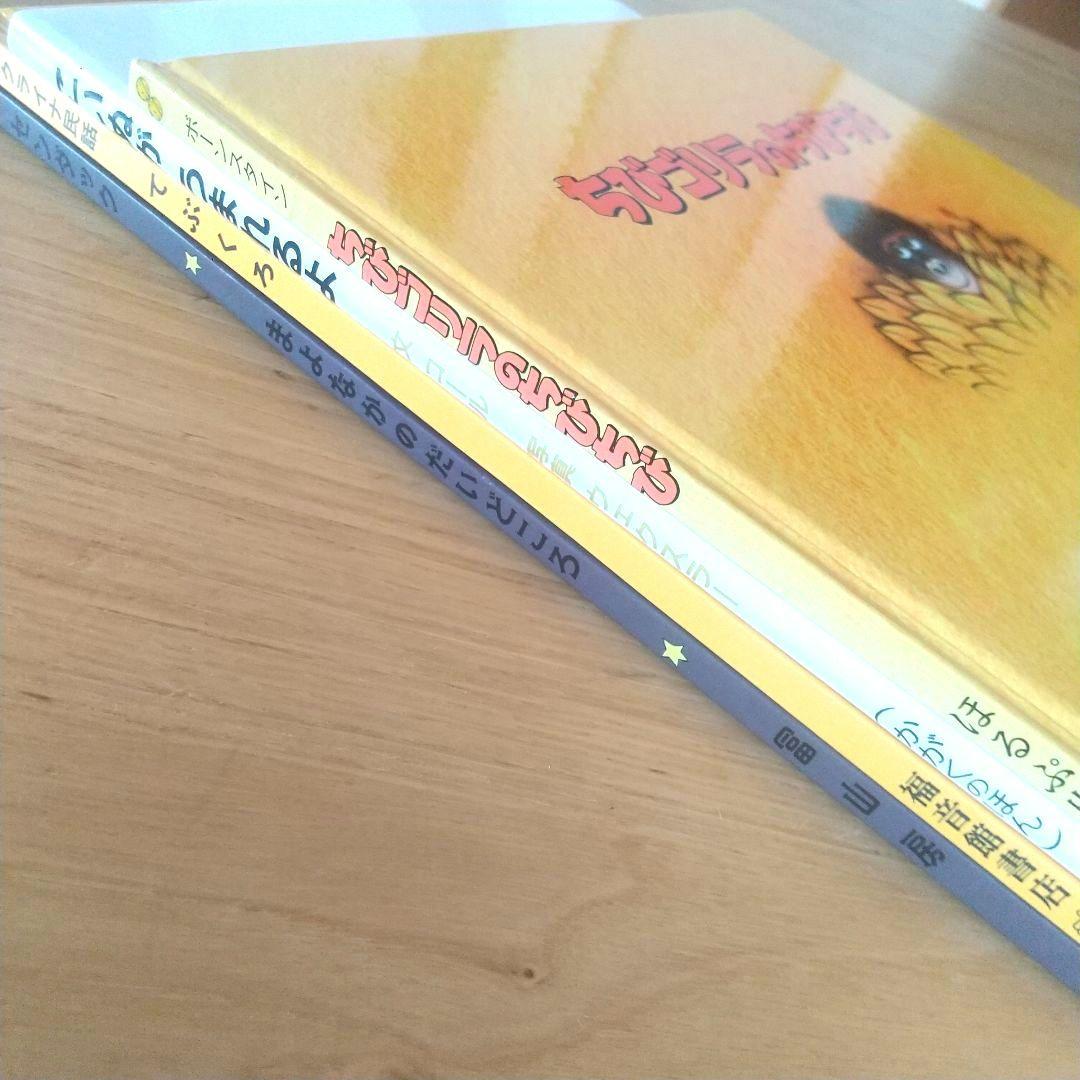 ちびゴリラのちびちび
ボーンスタイン ちびゴリラのちびちび ほるぷ出
こいぬがうまれるよ 文 コール 写真 ウェクスラー (かがくのほん)
クライナ民話 てぶくろ 福音館書店
センダック まよなかのだいどころ 冨山房